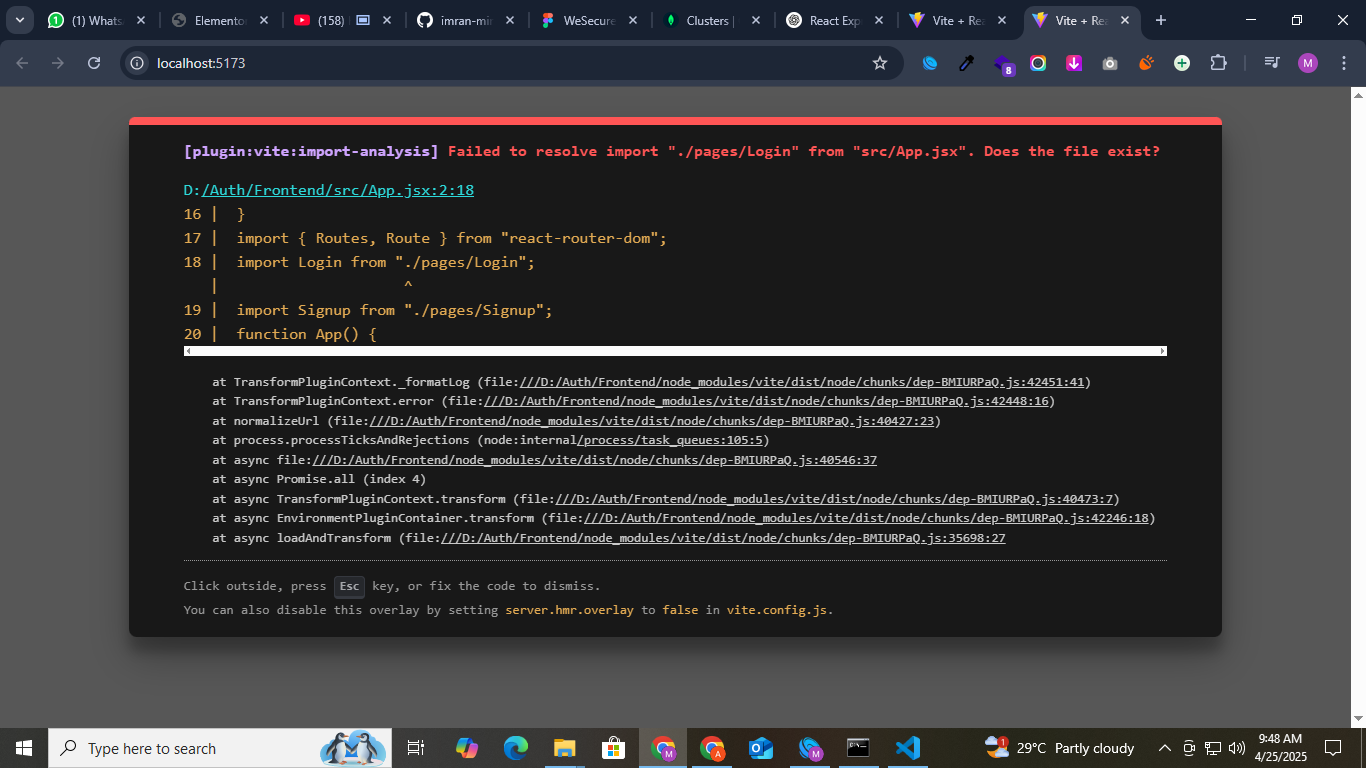 (1) Whats
Elemento
(158)
imran-mir
WeSecure
Clusters |
React Exp
Vite + Re
Vite + Re
localhost:5173
8
M
[plugin:vite:import-analysis] Failed to resolve import "./pages/Login" from "src/App.jsx". Does the file exist?
D:/Auth/Frontend/src/App.jsx:2:18
16 | }
17 | import { Routes, Route } from "react-router-dom";
18 | import Login from "./pages/Login";
| ^
19 | import Signup from "./pages/Signup";
20 | function App() {
at TransformPluginContext._formatLog (file:///D:/Auth/Frontend/node_modules/vite/dist/node/chunks/dep-BMIURPaQ.js:42451:41)
at TransformPluginContext.error (file:///D:/Auth/Frontend/node_modules/vite/dist/node/chunks/dep-BMIURPaQ.js:42448:16)
at normalizeUrl (file:///D:/Auth/Frontend/node_modules/vite/dist/node/chunks/dep-BMIURPaQ.js:40427:23)
at process.processTicksAndRejections (node:internal/process/task_queues:105:5)
at async file:///D:/Auth/Frontend/node_modules/vite/dist/node/chunks/dep-BMIURPaQ.js:40546:37
at async Promise.all (index 4)
at async TransformPluginContext.transform (file:///D:/Auth/Frontend/node_modules/vite/dist/node/chunks/dep-BMIURPaQ.js:40473:7)
at async EnvironmentPluginContainer.transform (file:///D:/Auth/Frontend/node_modules/vite/dist/node/chunks/dep-BMIURPaQ.js:42246:18)
at async loadAndTransform (file:///D:/Auth/Frontend/node_modules/vite/dist/node/chunks/dep-BMIURPaQ.js:35698:27
Click outside, press Esc key, or fix the code to dismiss.
You can also disable this overlay by setting server.hmr.overlay to false in vite.config.js.
Type here to search
29°C Partly cloudy
9:48 AM
4/25/2025